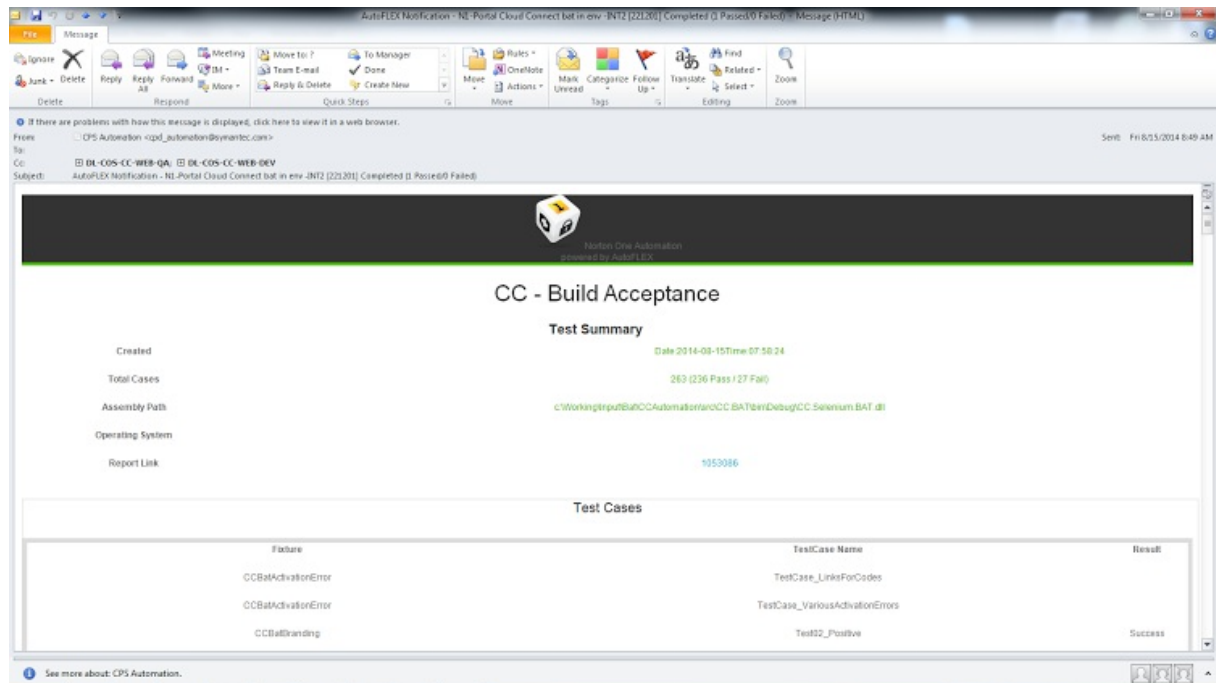 AutoFLEX Notification - N1-Portal Cloud Connect bat in env -INT2 [221201] Completed (1 Passed/0 Failed) - Message (HTML)
File Message
Ignore
Junk
Delete
Reply
Reply All
Forward
Meeting
IM
More
Move to: ?
Team E-mail
Reply & Delete
To Manager
Done
Create New
Move
Rules
OneNote
Actions
Mark Unread
Categorize
Follow Up
Translate
Find
Related
Select
Zoom
Delete Respond Quick Steps Move Tags Editing Zoom
If there are problems with how this message is displayed, click here to view it in a web browser.
From: CPS Automation <cpd_automation@symantec.com> Sent: Fri 8/15/2014 8:49 AM
To:
Cc: DL-COS-CC-WEB-QA; DL-COS-CC-WEB-DEV
Subject: AutoFLEX Notification - N1-Portal Cloud Connect bat in env -INT2 [221201] Completed (1 Passed/0 Failed)
Norton One Automation
powered by AutoFLEX
CC - Build Acceptance
Test Summary
Created Date:2014-08-15Time:07:58:24
Total Cases 263 (236 Pass / 27 Fail)
Assembly Path c:\Working\Input\Bat\CCAutomation\src\CC.BAT\bin\Debug\CC.Selenium.BAT.dll
Operating System
Report Link 1053086
Test Cases
Fixture TestCase Name Result
CCBatActivationError TestCase_LinksForCodes
CCBatActivationError TestCase_VariousActivationErrors
CCBatBranding Test02_Positive Success
See more about: CPS Automation.